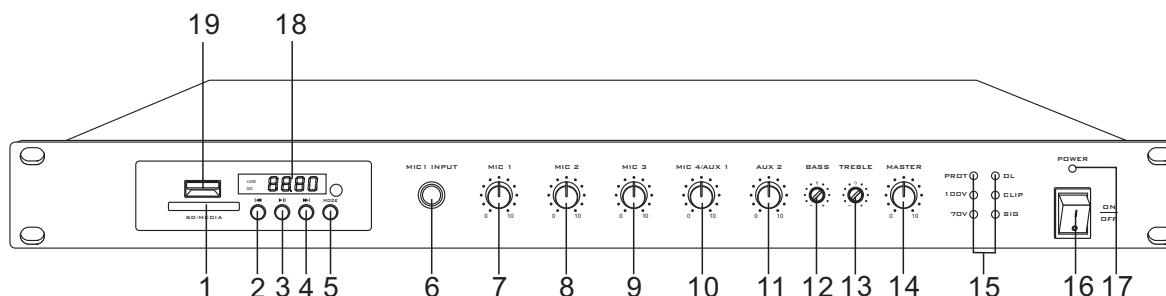 19 18
USB
SD
88:80
SD/MEDIA
MODE
MIC1 INPUT
MIC 1
0 10
MIC 2
0 10
MIC 3
0 10
MIC 4/AUX 1
0 10
AUX 2
0 10
BASS
TREBLE
MASTER
0 10
PROT OL
100V CLIP
70V SIG
POWER
ON
OFF
1 2 3 4 5 6 7 8 9 10 11 12 13 14 15 16 17